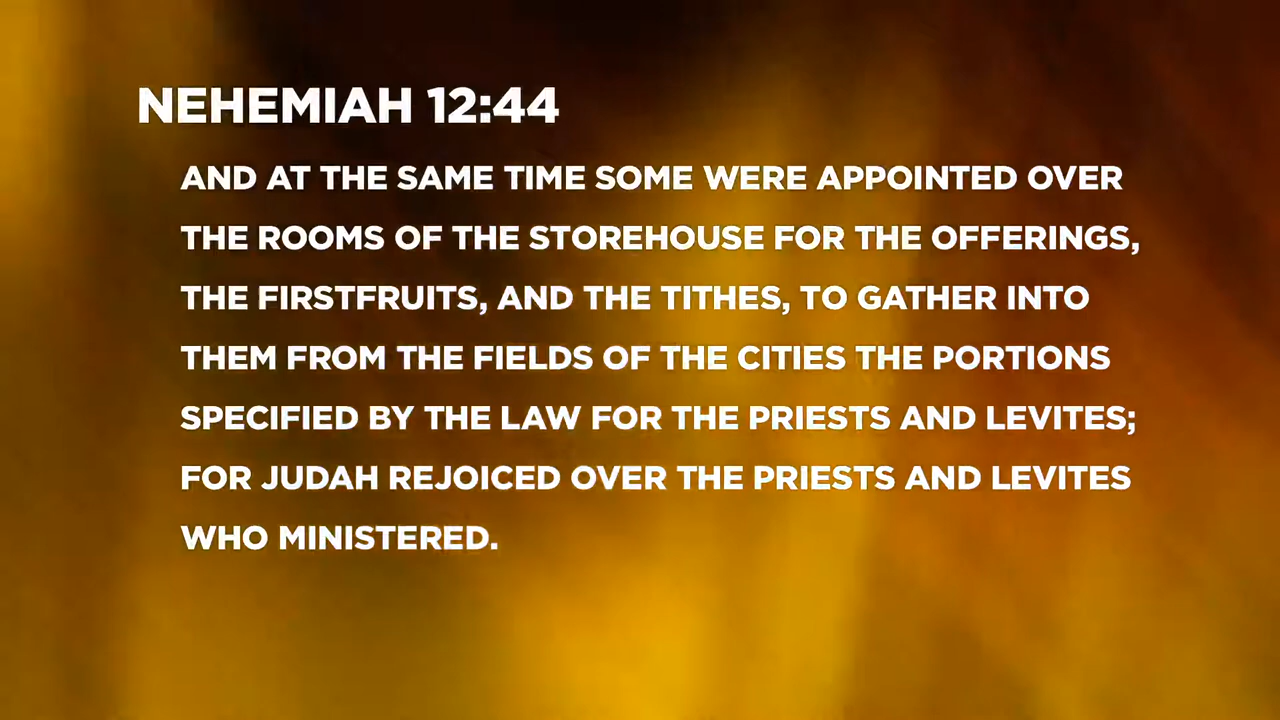 NEHEMIAH 12:44
AND AT THE SAME TIME SOME WERE APPOINTED OVER
THE ROOMS OF THE STOREHOUSE FOR THE OFFERINGS,
THE FIRSTFRUITS, AND THE TITHES, TO GATHER INTO
THEM FROM THE FIELDS OF THE CITIES THE PORTIONS
SPECIFIED BY THE LAW FOR THE PRIESTS AND LEVITES;
FOR JUDAH REJOICED OVER THE PRIESTS AND LEVITES
WHO MINISTERED.